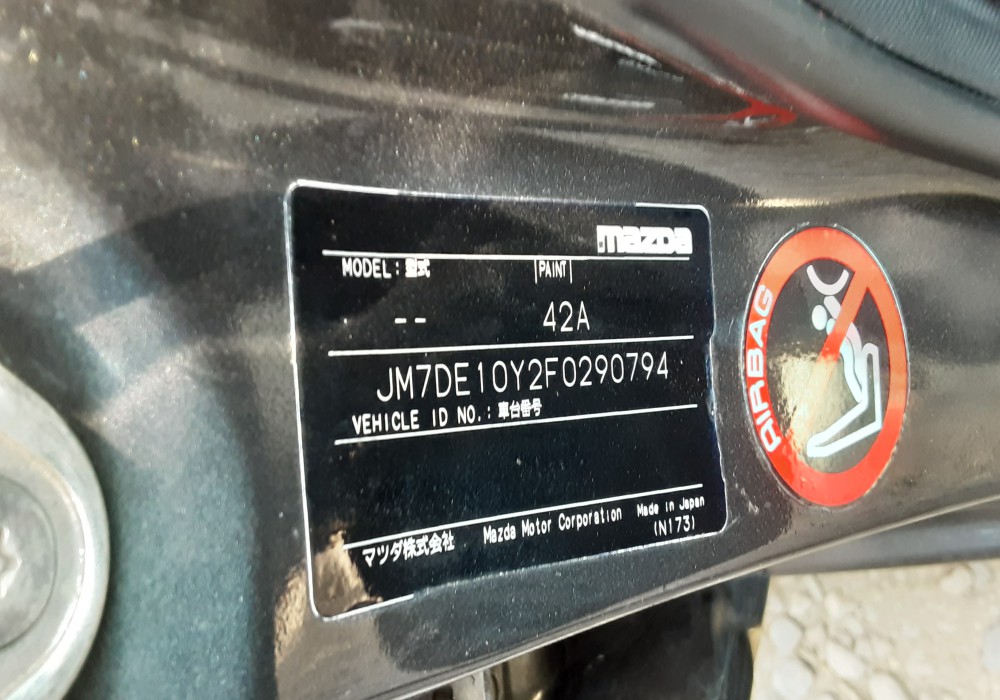 mazda
MODEL: 型式 PAINT
-- 42A
JM7DE10Y2F0290794
VEHICLE ID NO.: 車台番号
マツダ株式会社 Mazda Motor Corporation Made in Japan
(N173)
AIRBAG